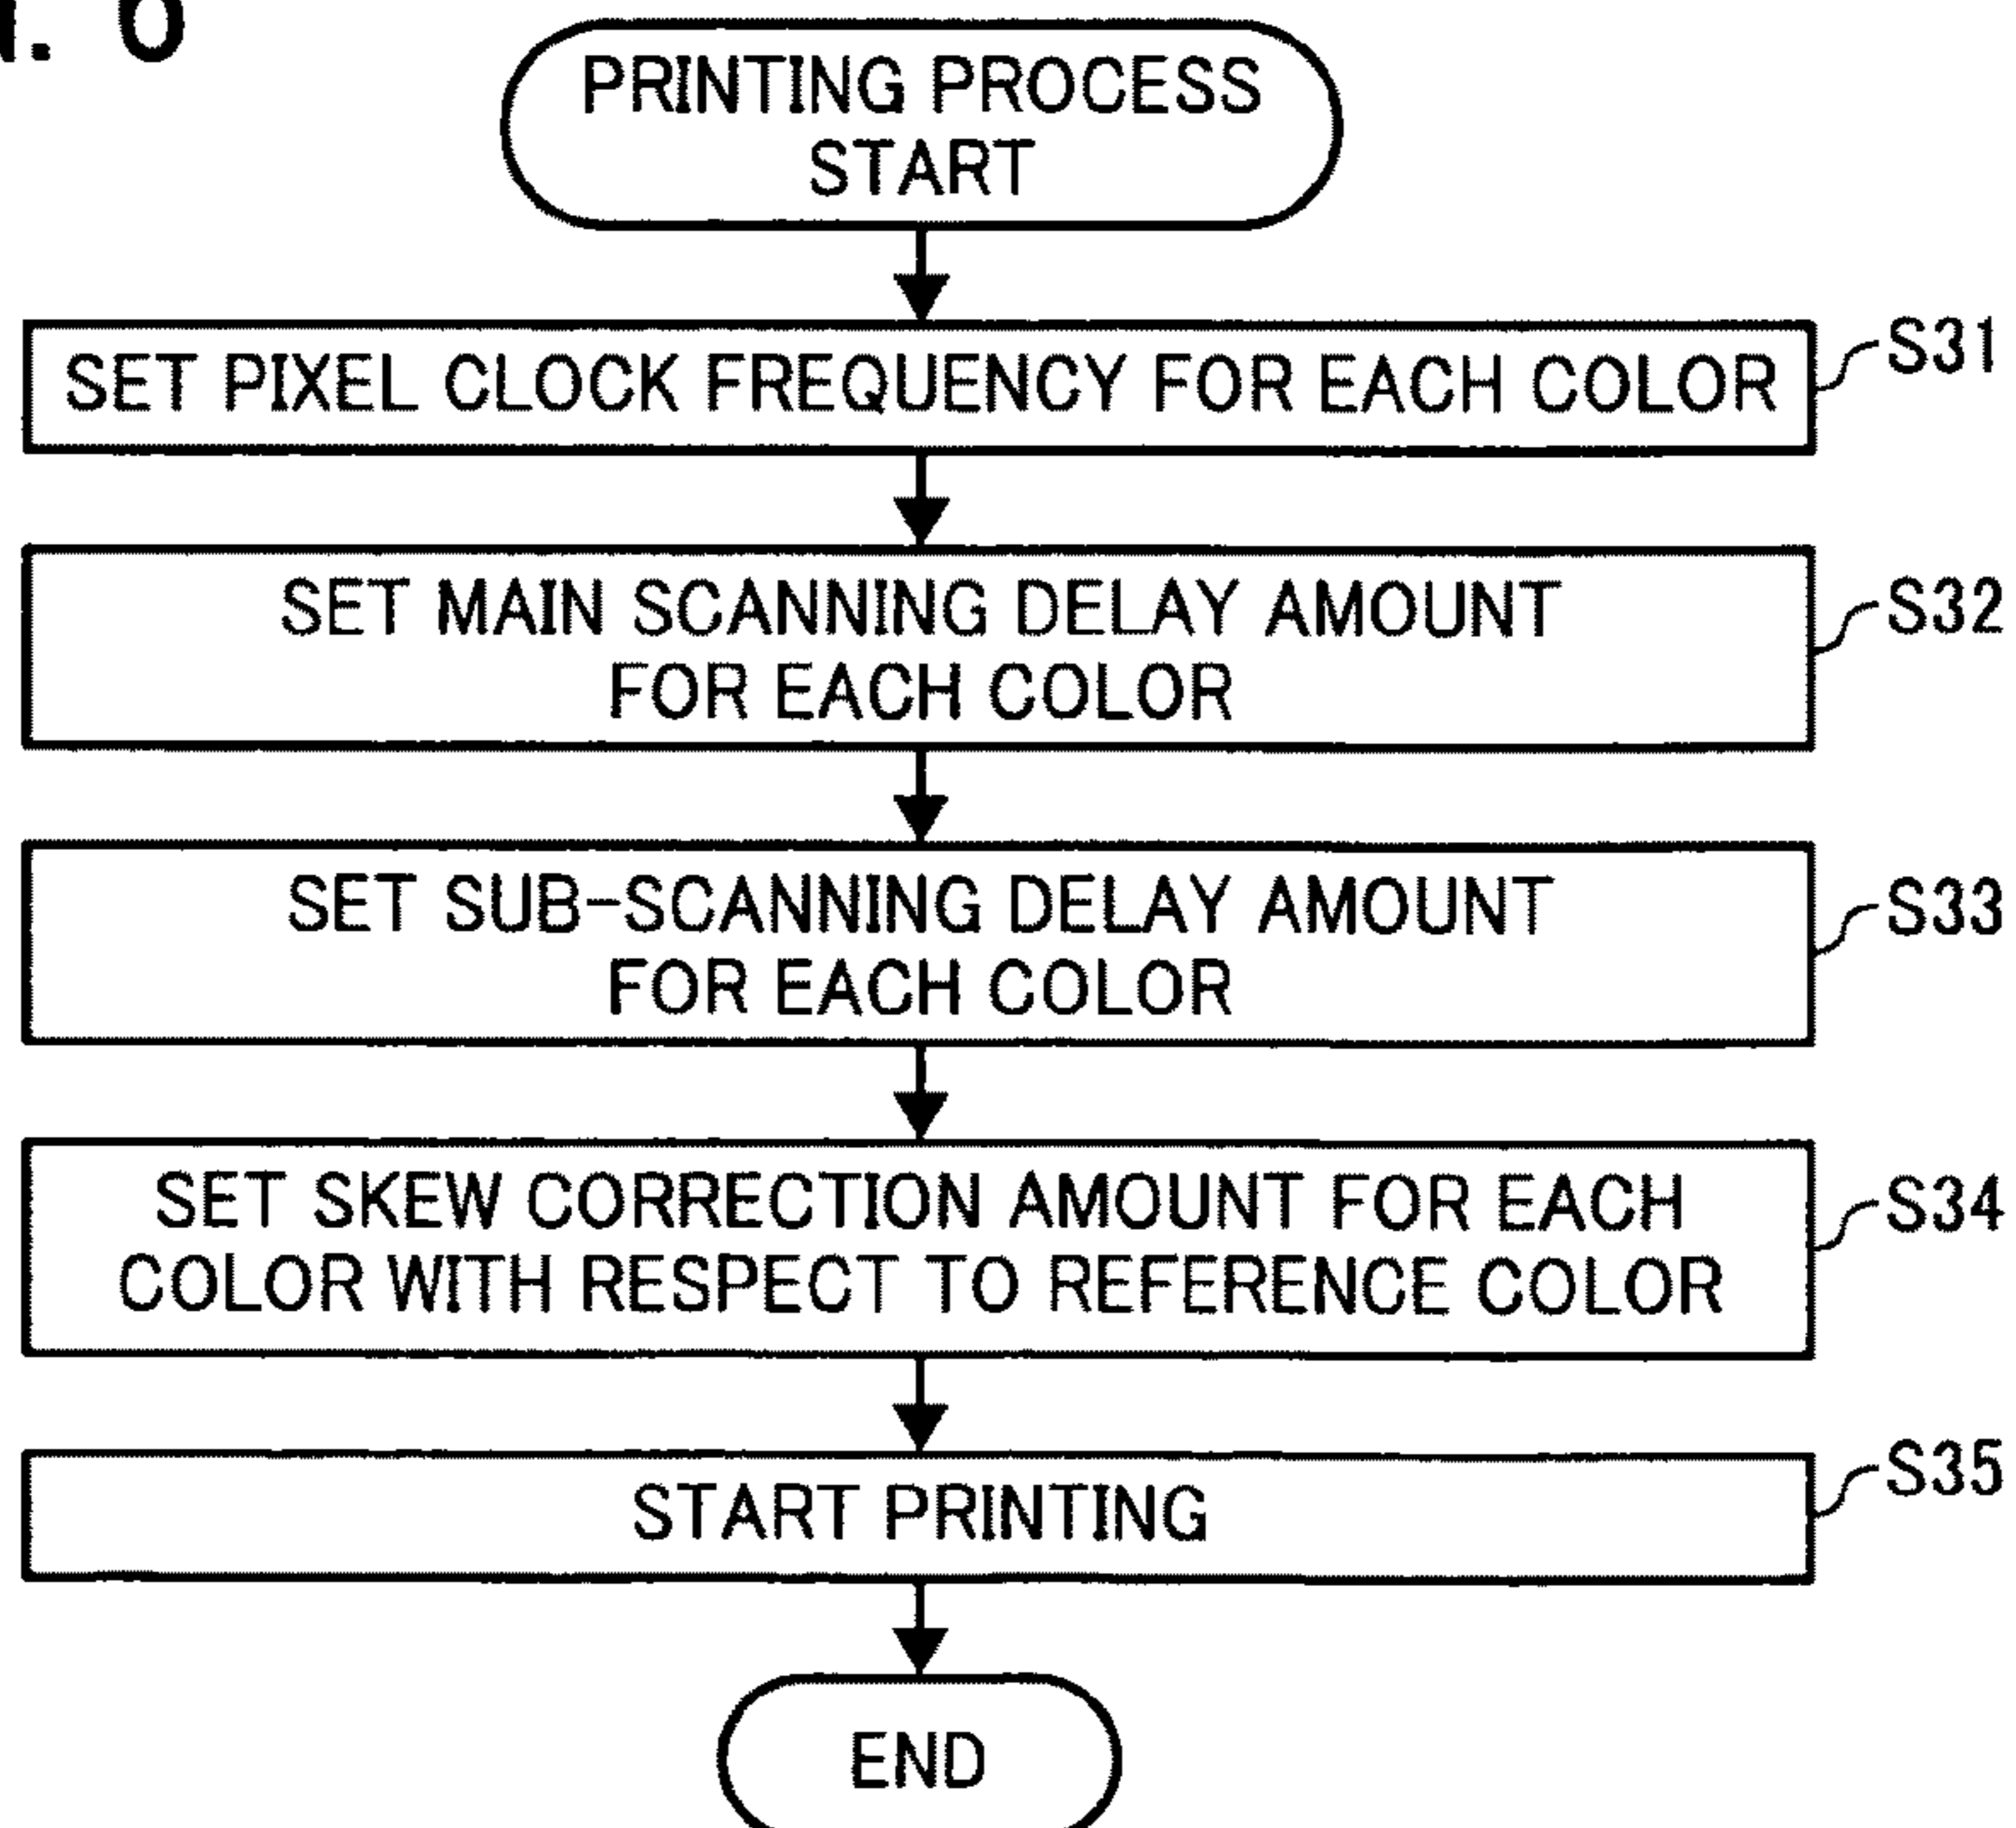 PRINTING PROCESS
START
SET PIXEL CLOCK FREQUENCY FOR EACH COLOR
S31
SET MAIN SCANNING DELAY AMOUNT
FOR EACH COLOR
S32
SET SUB-SCANNING DELAY AMOUNT
FOR EACH COLOR
S33
SET SKEW CORRECTION AMOUNT FOR EACH
COLOR WITH RESPECT TO REFERENCE COLOR
S34
START PRINTING
S35
END